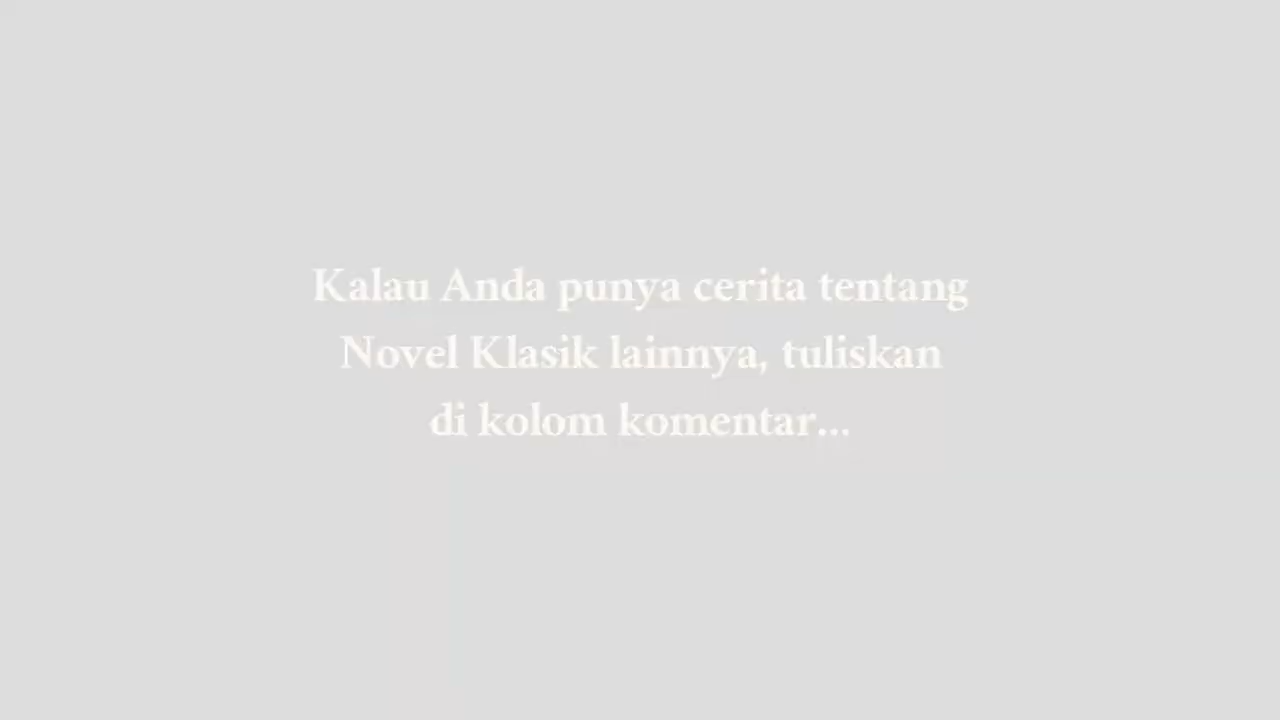 Kalau Anda punya cerita tentang
Novel Klasik lainnya, tuliskan
di kolom komentar...